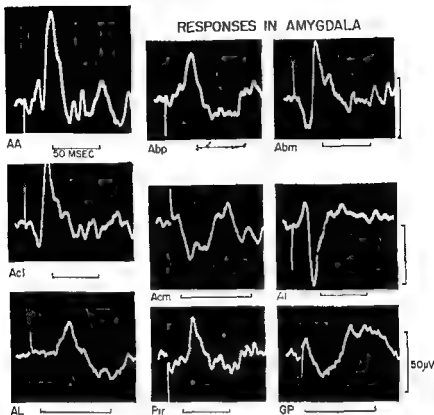 RESPONSES IN AMYGDALA
AA
50 MSEC
Abp
Abm
Acl
Acm
AI
AL
Pir
GP
50µV